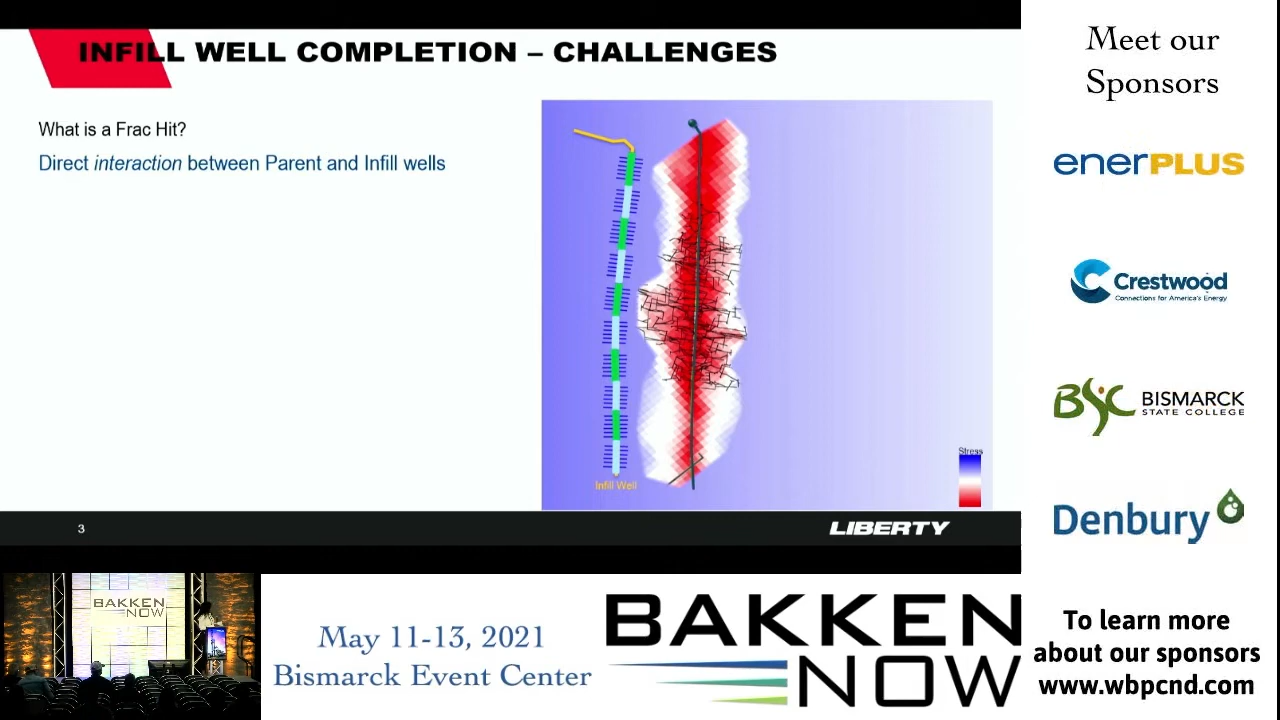 INFILL WELL COMPLETION – CHALLENGES
What is a Frac Hit?
Direct interaction between Parent and Infill wells
Infill Well
Stress
3
LIBERTY
BAKKEN
NOW
May 11-13, 2021
Bismarck Event Center
BAKKEN
NOW
Meet our
Sponsors
enerPLUS
Crestwood
Connections for America's Energy
BSC BISMARCK
STATE COLLEGE
Denbury
To learn more
about our sponsors
www.wbpcnd.com